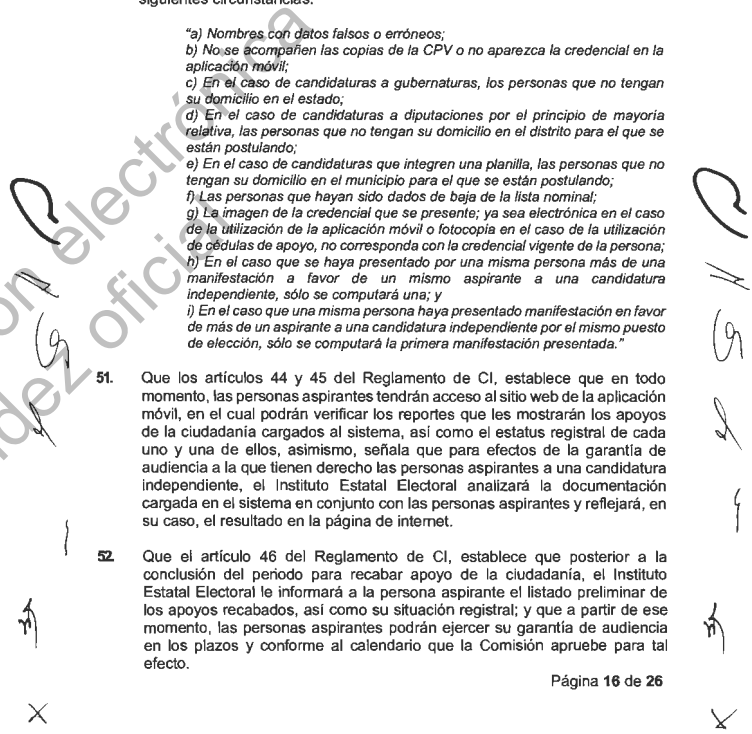 siguientes circunstancias:
"a) Nombres con datos falsos o erróneos;
b) No se acompañen las copias de la CPV o no aparezca la credencial en la
aplicación móvil;
c) En el caso de candidaturas a gubernaturas, los personas que no tengan
su domicilio en el estado;
d) En el caso de candidaturas a diputaciones por el principio de mayoría
relativa, las personas que no tengan su domicilio en el distrito para el que se
están postulando;
e) En el caso de candidaturas que integren una planilla, las personas que no
tengan su domicilio en el municipio para el que se están postulando;
f) Las personas que hayan sido dados de baja de la lista nominal;
g) La imagen de la credencial que se presente; ya sea electrónica en el caso
de la utilización de la aplicación móvil o fotocopia en el caso de la utilización
de cédulas de apoyo, no corresponda con la credencial vigente de la persona;
h) En el caso que se haya presentado por una misma persona más de una
manifestación a favor de un mismo aspirante a una candidatura
independiente, sólo se computará una; y
i) En el caso que una misma persona haya presentado manifestación en favor
de más de un aspirante a una candidatura independiente por el mismo puesto
de elección, sólo se computará la primera manifestación presentada."
51. Que los artículos 44 y 45 del Reglamento de CI, establece que en todo
momento, las personas aspirantes tendrán acceso al sitio web de la aplicación
móvil, en el cual podrán verificar los reportes que les mostrarán los apoyos
de la ciudadanía cargados al sistema, así como el estatus registral de cada
uno y una de ellos, asimismo, señala que para efectos de la garantía de
audiencia a la que tienen derecho las personas aspirantes a una candidatura
independiente, el Instituto Estatal Electoral analizará la documentación
cargada en el sistema en conjunto con las personas aspirantes y reflejará, en
su caso, el resultado en la página de internet.
52. Que el artículo 46 del Reglamento de CI, establece que posterior a la
conclusión del periodo para recabar apoyo de la ciudadanía, el Instituto
Estatal Electoral le informará a la persona aspirante el listado preliminar de
los apoyos recabados, así como su situación registral; y que a partir de ese
momento, las personas aspirantes podrán ejercer su garantía de audiencia
en los plazos y conforme al calendario que la Comisión apruebe para tal
efecto.
Página 16 de 26
electrónica
oficial